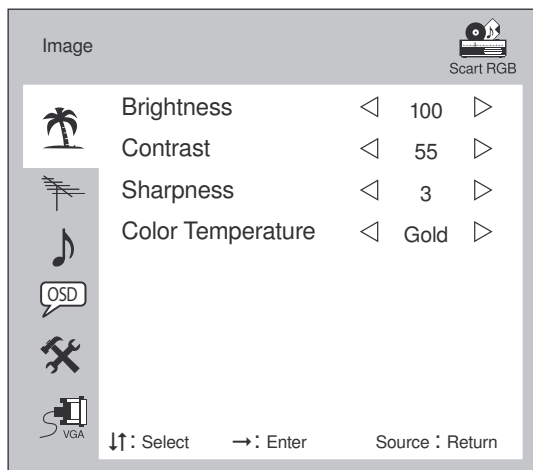 Image
Scart RGB
Brightness ◁ 100 ▷
Contrast ◁ 55 ▷
Sharpness ◁ 3 ▷
Color Temperature ◁ Gold ▷
OSD
VGA
↓↑: Select →: Enter Source : Return